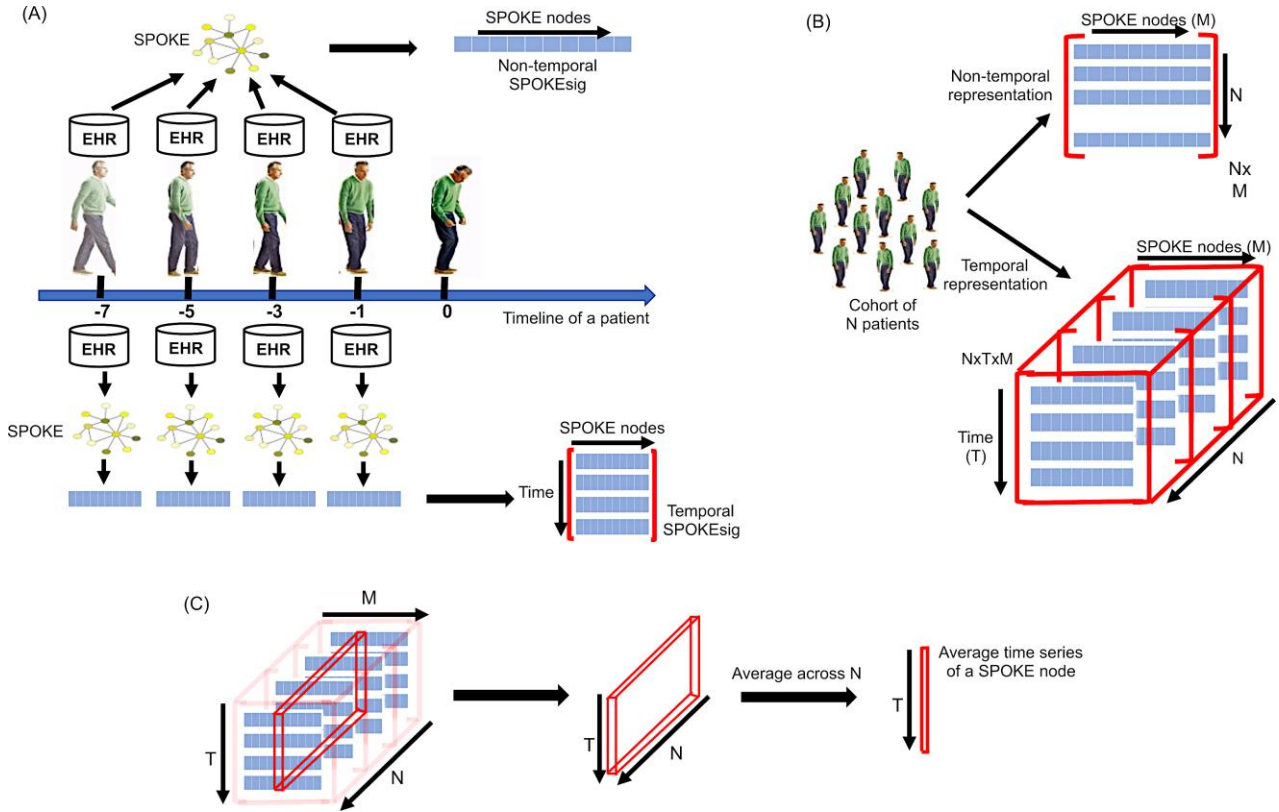 (A)
SPOKE
SPOKE nodes
Non-temporal
SPOKEsig
EHR
EHR
EHR
EHR
-7
-5
-3
-1
0
Timeline of a patient
EHR
EHR
EHR
EHR
SPOKE
SPOKE nodes
Time
Temporal
SPOKEsig
(B)
SPOKE nodes (M)
Non-temporal
representation
N
Nx
M
Cohort of
N patients
Temporal
representation
SPOKE nodes (M)
NxTxM
Time
(T)
N
(C)
M
T
N
T
N
Average across N
T
Average time series
of a SPOKE node